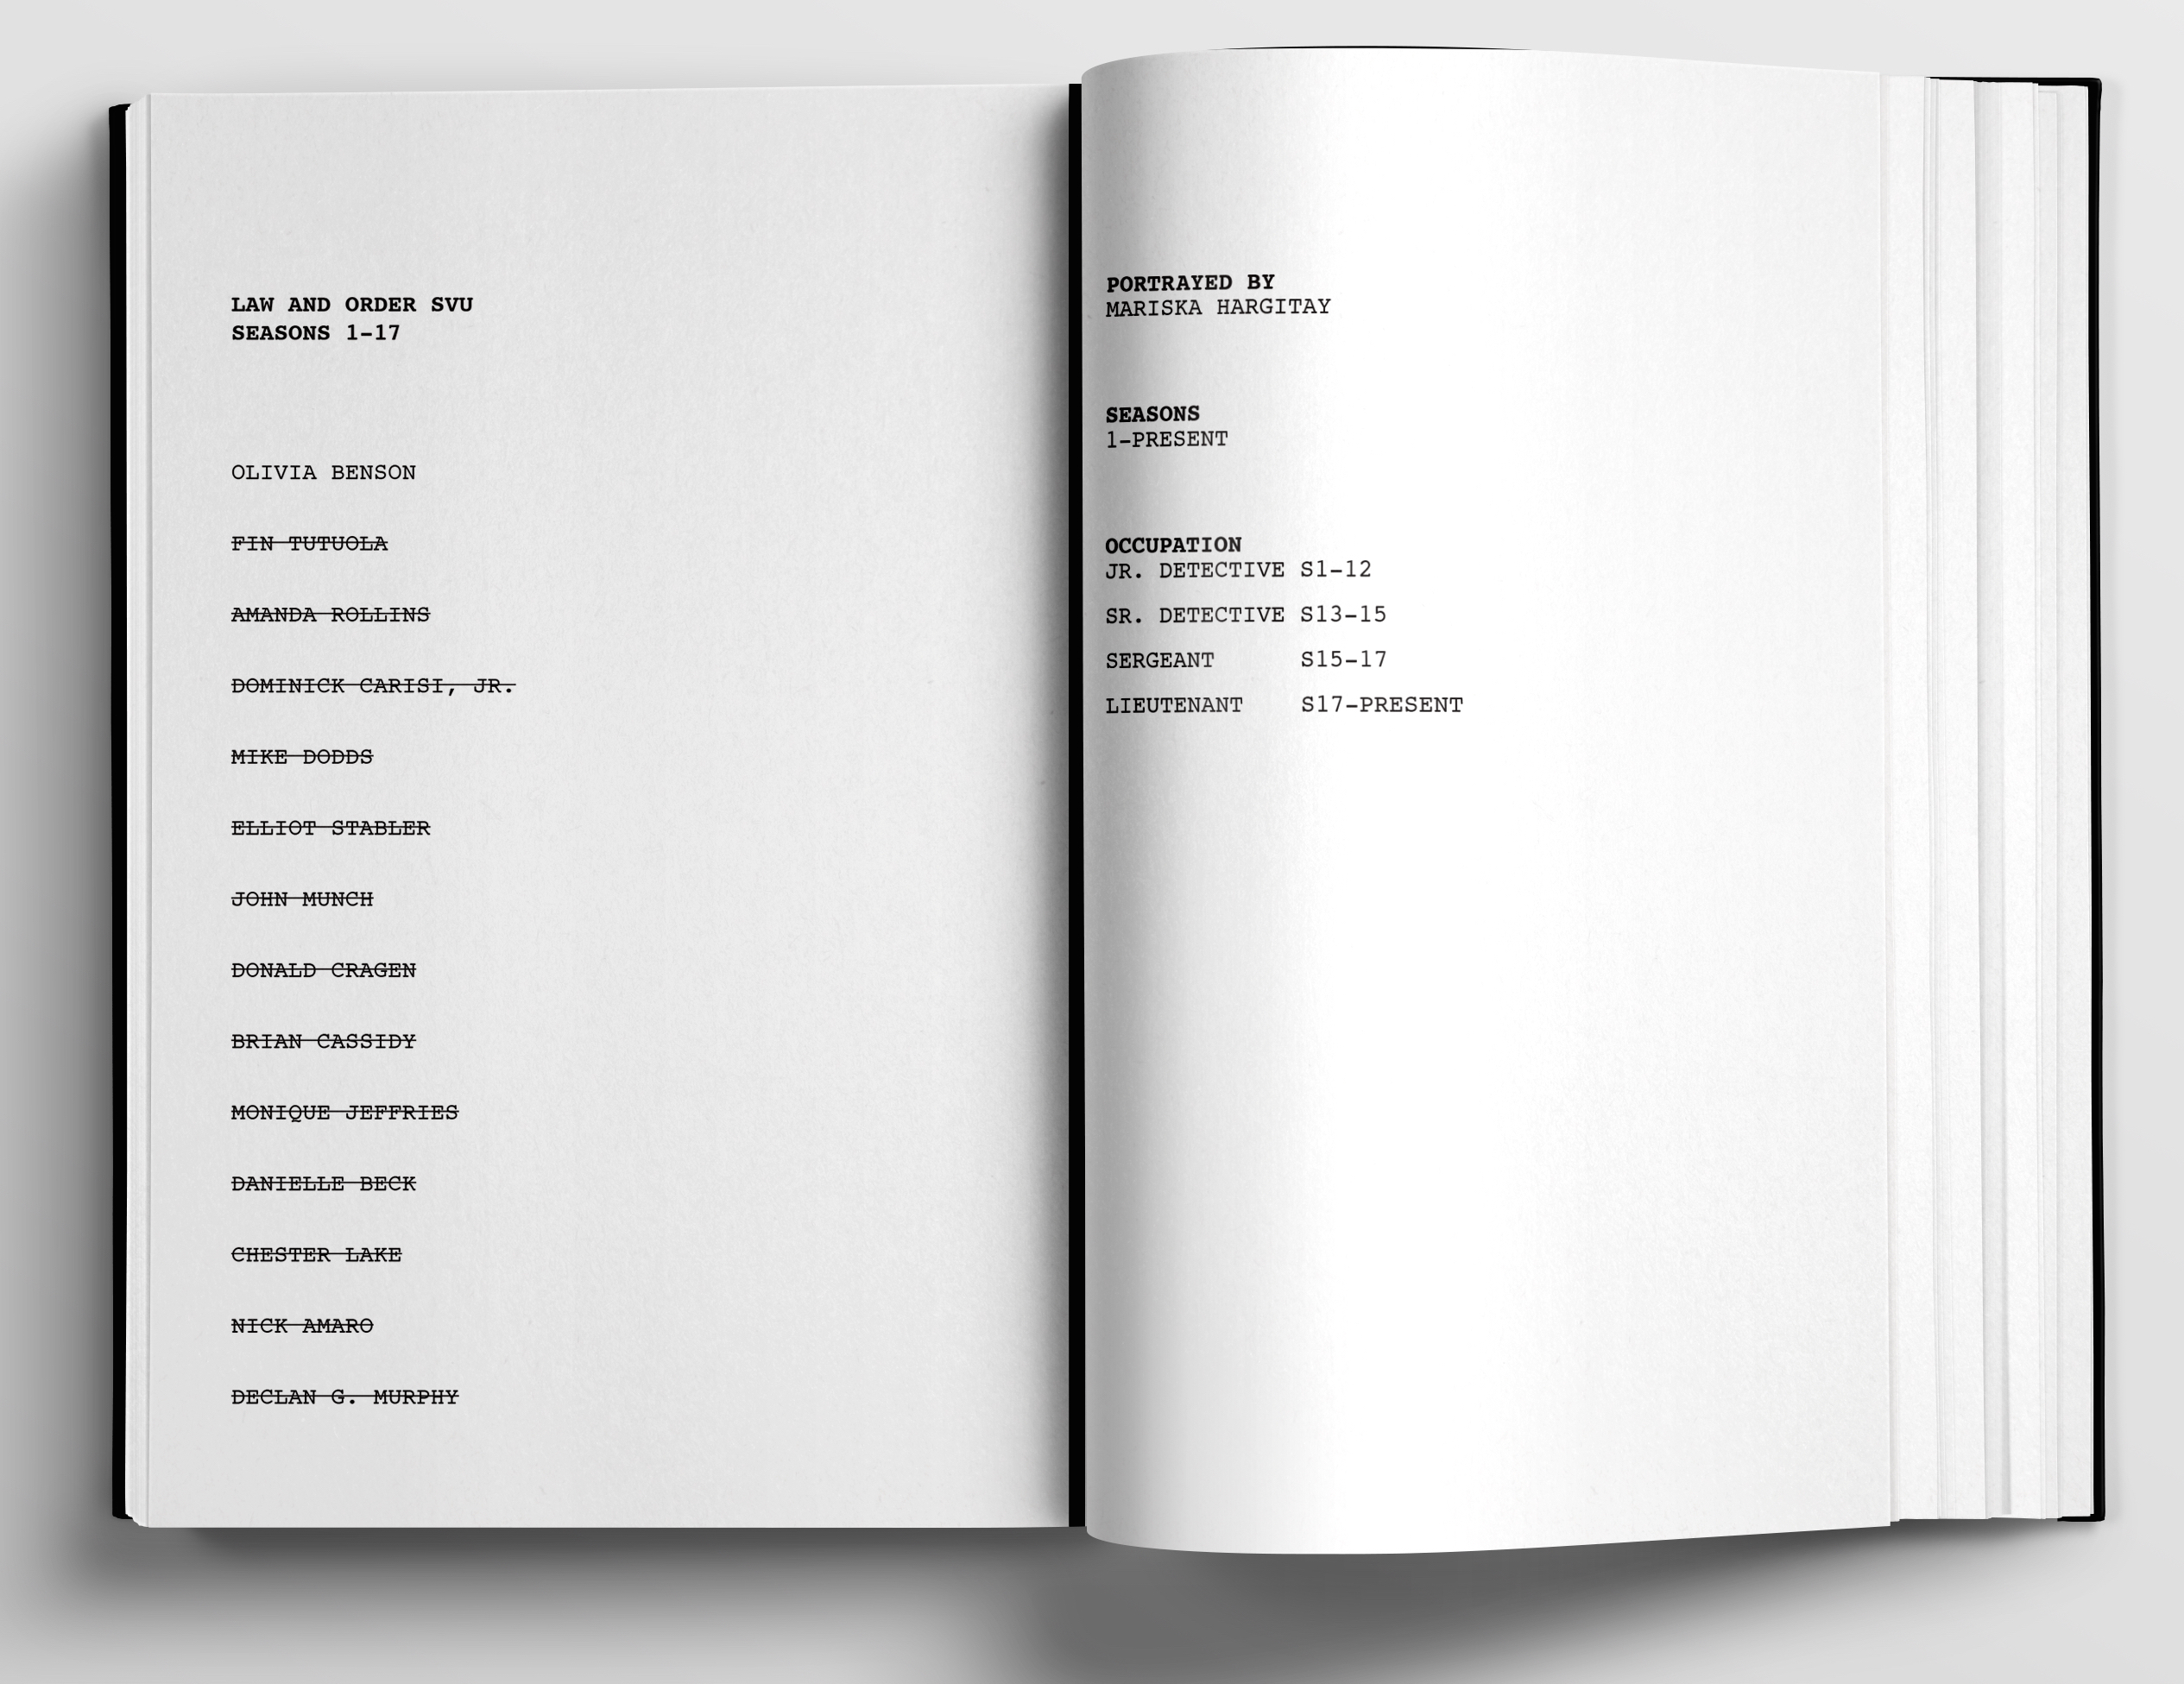 LAW AND ORDER SVU
SEASONS 1-17
OLIVIA BENSON
FIN TUTUOLA
AMANDA ROLLINS
DOMINICK CARISI, JR.
MIKE DODDS
ELLIOT STABLER
JOHN MUNCH
DONALD CRAGEN
BRIAN CASSIDY
MONIQUE JEFFRIES
DANIELLE BECK
CHESTER LAKE
NICK AMARO
DECLAN G. MURPHY
PORTRAYED BY
MARISKA HARGITAY
SEASONS
1-PRESENT
OCCUPATION
JR. DETECTIVE S1-12
SR. DETECTIVE S13-15
SERGEANT S15-17
LIEUTENANT S17-PRESENT